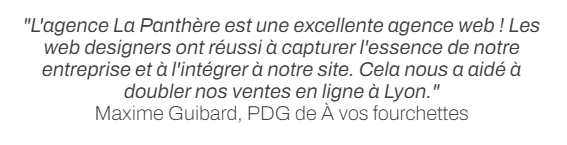 "L'agence La Panthère est une excellente agence web ! Les
web designers ont réussi à capturer l'essence de notre
entreprise et à l'intégrer à notre site. Cela nous a aidé à
doubler nos ventes en ligne à Lyon."
Maxime Guibard, PDG de À vos fourchettes